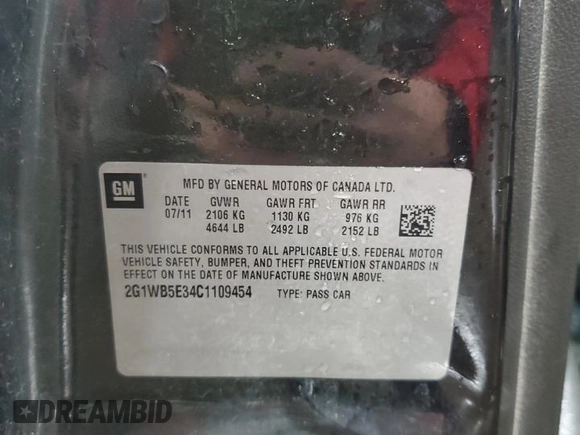 GM
MFD BY GENERAL MOTORS OF CANADA LTD.
DATE GVWR GAWR FRT GAWR RR
07/11 2106 KG 1130 KG 976 KG
4644 LB 2492 LB 2152 LB
THIS VEHICLE CONFORMS TO ALL APPLICABLE U.S. FEDERAL MOTOR
VEHICLE SAFETY, BUMPER, AND THEFT PREVENTION STANDARDS IN
EFFECT ON THE DATE OF MANUFACTURE SHOWN ABOVE.
2G1WB5E34C1109454 TYPE: PASS CAR
DREAMBID